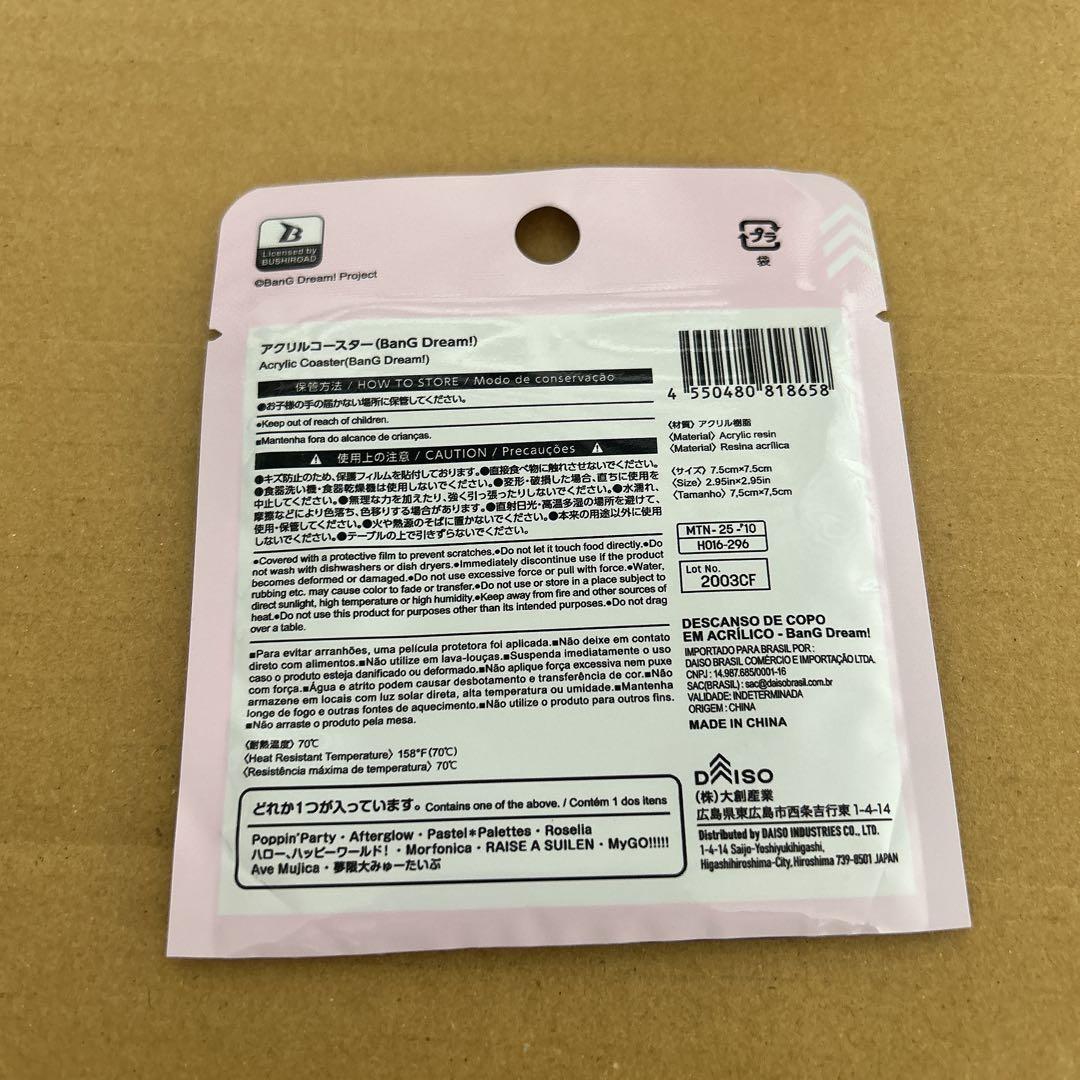 B
Licensed by
BUSHIROAD
©BanG Dream! Project
プラ
袋
アクリルコースター(BanG Dream!)
Acrylic Coaster(BanG Dream!)
保管方法 / HOW TO STORE / Modo de conservação
●お子様の手の届かない場所に保管してください。
●Keep out of reach of children.
■Mantenha fora do alcance de crianças.
使用上の注意 / CAUTION / Precauções
●キズ防止のため、保護フィルムを貼付しております。●直接食べ物に触れさせないでください。
●食器洗い機・食器乾燥機は使用しないでください。●変形・破損した場合、直ちに使用を
中止してください。●無理な力を加えたり、強く引っ張ったりしないでください。●水濡れ、
摩擦などにより色落ち、色移りする場合があります。●直射日光・高温多湿の場所を避けて、
使用・保管してください。●火や熱源のそばに置かないでください。●本来の用途以外に使用
しないでください。●テーブルの上で引きずらないでください。
●Covered with a protective film to prevent scratches.●Do not let it touch food directly.●Do
not wash with dishwashers or dish dryers.●Immediately discontinue use if the product
becomes deformed or damaged.●Do not use excessive force or pull with force.●Water,
rubbing etc. may cause color to fade or transfer.●Do not use or store in a place subject to
direct sunlight, high temperature or high humidity.●Keep away from fire and other sources of
heat.●Do not use this product for purposes other than its intended purposes.●Do not drag
over a table.
■Para evitar arranhões, uma película protetora foi aplicada.■Não deixe em contato
direto com alimentos.■Não utilize em lava-louças.■Suspenda imediatamente o uso
caso o produto esteja danificado ou deformado.■Não aplique força excessiva nem puxe
com força.■Água e atrito podem causar desbotamento e transferência de cor.■Não
armazene em locais com luz solar direta, alta temperatura ou umidade.■Mantenha
longe de fogo e outras fontes de aquecimento.■Não utilize o produto para outros fins.
■Não arraste o produto pela mesa.
〈耐熱温度〉70℃
〈Heat Resistant Temperature〉158°F(70℃)
〈Resistência máxima de temperatura〉70℃
どれか1つが入っています。Contains one of the above. / Contém 1 dos itens
Poppin'Party・Afterglow・Pastel＊Palettes・Roselia
ハロー、ハッピーワールド！・Morfonica・RAISE A SUILEN・MyGO!!!!!
Ave Mujica・夢限大みゅーたいぷ
4 550480 818658
〈材質〉アクリル樹脂
〈Material〉Acrylic resin
〈Material〉Resina acrílica
〈サイズ〉7.5cm×7.5cm
〈Size〉2.95in×2.95in
〈Tamanho〉7,5cm×7,5cm
MTN-25-'10
H016-296
Lot No.
2003CF
DESCANSO DE COPO
EM ACRÍLICO - BanG Dream!
IMPORTADO PARA BRASIL POR :
DAISO BRASIL COMÉRCIO E IMPORTAÇÃO LTDA.
CNPJ : 14.987.685/0001-16
SAC(BRASIL) : sac@daisobrasil.com.br
VALIDADE: INDETERMINADA
ORIGEM : CHINA
MADE IN CHINA
DAISO
(株)大創産業
広島県東広島市西条吉行東 1-4-14
Distributed by DAISO INDUSTRIES CO., LTD.
1-4-14 Saijo-Yoshiyukihigashi,
Higashihiroshima-City, Hiroshima 739-8501 JAPAN